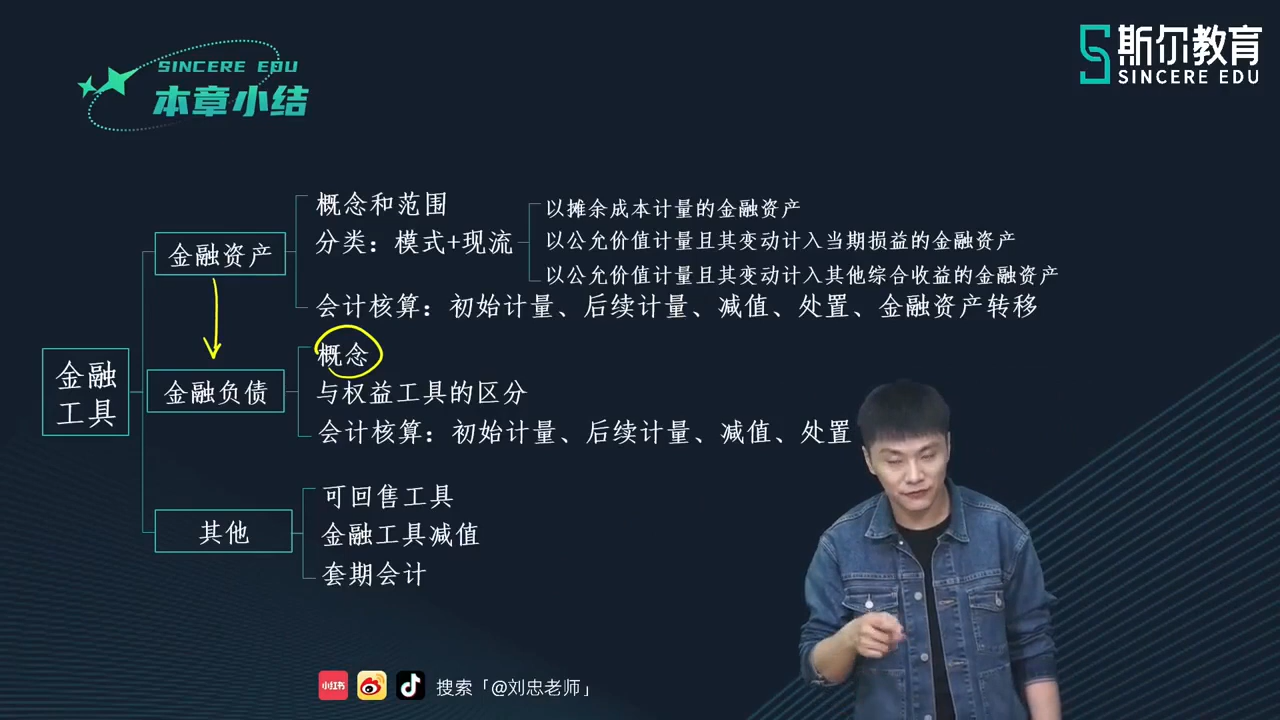 SINCERE EDU
本章小结
斯尔教育
SINCERE EDU
金融工具
金融资产
概念和范围
分类：模式+现流
以摊余成本计量的金融资产
以公允价值计量且其变动计入当期损益的金融资产
以公允价值计量且其变动计入其他综合收益的金融资产
会计核算：初始计量、后续计量、减值、处置、金融资产转移
金融负债
概念
与权益工具的区分
会计核算：初始计量、后续计量、减值、处置
其他
可回售工具
金融工具减值
套期会计
小红书
搜索「@刘忠老师」